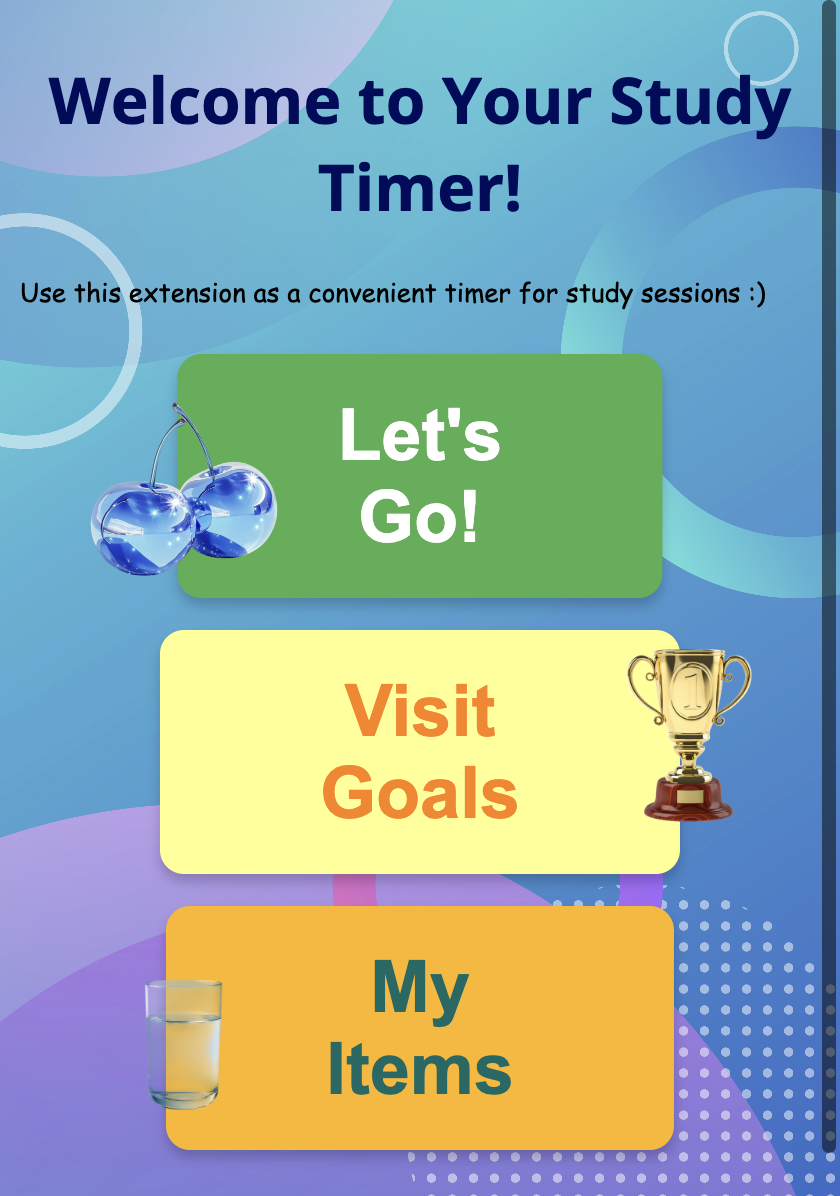 Welcome to Your Study
Timer!
Use this extension as a convenient timer for study sessions :)
Let's
Go!
Visit
Goals
1
My
Items